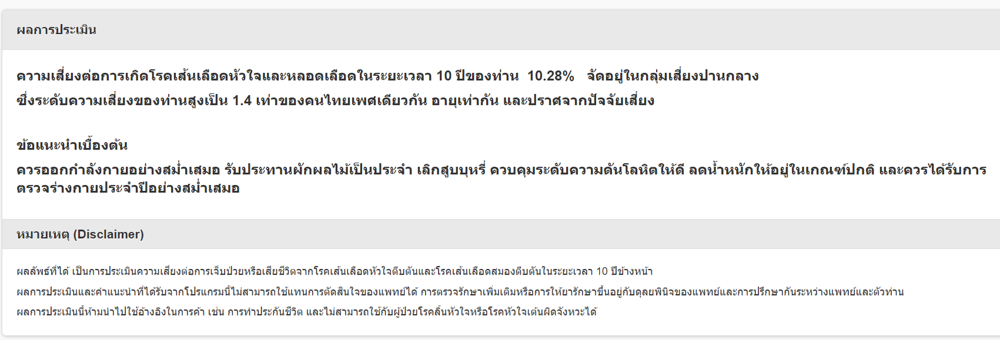 ผลการประเมิน
ความเสี่ยงต่อการเกิดโรคเส้นเลือดหัวใจและหลอดเลือดในระยะเวลา 10 ปีของท่าน 10.28% จัดอยู่ในกลุ่มเสี่ยงปานกลาง
ซึ่งระดับความเสี่ยงของท่านสูงเป็น 1.4 เท่าของคนไทยเพศเดียวกัน อายุเท่ากัน และปราศจากปัจจัยเสี่ยง
ข้อแนะนำเบื้องต้น
ควรออกกำลังกายอย่างสม่ำเสมอ รับประทานผักผลไม้เป็นประจำ เลิกสูบบุหรี่ ควบคุมระดับความดันโลหิตให้ดี ลดน้ำหนักให้อยู่ในเกณฑ์ปกติ และควรได้รับการ
ตรวจร่างกายประจำปีอย่างสม่ำเสมอ
หมายเหตุ (Disclaimer)
ผลลัพธ์ที่ได้ เป็นการประเมินความเสี่ยงต่อการเจ็บป่วยหรือเสียชีวิตจากโรคเส้นเลือดหัวใจตีบตันและโรคเส้นเลือดสมองตีบตันในระยะเวลา 10 ปีข้างหน้า
ผลการประเมินและคำแนะนำที่ได้รับจากโปรแกรมนี้ไม่สามารถใช้แทนการตัดสินใจของแพทย์ได้ การตรวจรักษาเพิ่มเติมหรือการให้ยารักษาขึ้นอยู่กับดุลยพินิจของแพทย์และการปรึกษากันระหว่างแพทย์และตัวท่าน
ผลการประเมินนี้ห้ามนำไปใช้อ้างอิงในการค้า เช่น การทำประกันชีวิต และไม่สามารถใช้กับผู้ป่วยโรคลิ้นหัวใจหรือโรคหัวใจเต้นผิดจังหวะได้